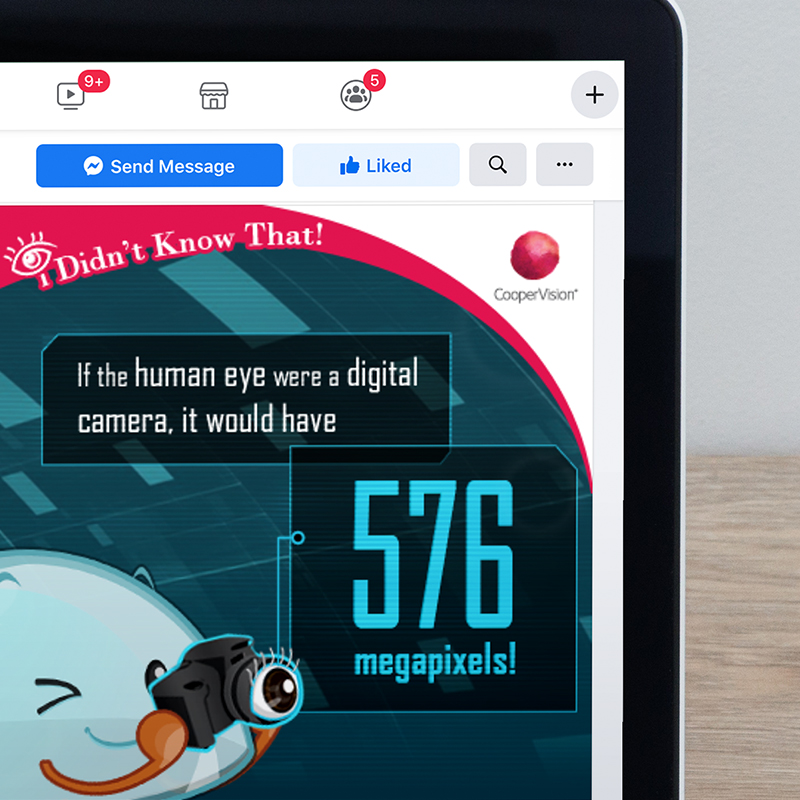 9+
5
Send Message
Liked
i Didn't Know That!
CooperVision®
If the human eye were a digital
camera, it would have
576
megapixels!